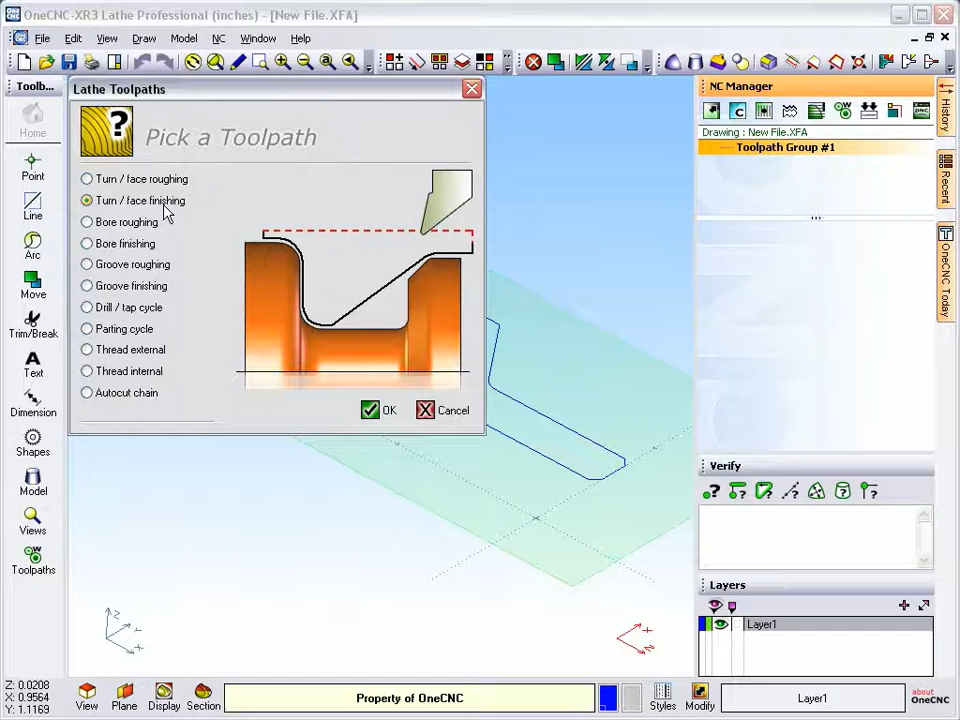 OneCNC-XR3 Lathe Professional (inches) - [New File.XFA]
File Edit View Draw Model NC Window Help
Toolb...
Home
Point
Line
Arc
Move
Trim/Break
Text
Dimension
Shapes
Model
Views
Toolpaths
Lathe Toolpaths
Pick a Toolpath
Turn / face roughing
Turn / face finishing
Bore roughing
Bore finishing
Groove roughing
Groove finishing
Drill / tap cycle
Parting cycle
Thread external
Thread internal
Autocut chain
OK Cancel
NC Manager
Drawing : New File.XFA
Toolpath Group #1
Verify
Layers
Layer1
History
Recent
OneCNC Today
Z: 0.0208
X: 0.9564
Y: 1.1169
View Plane Display Section
Property of OneCNC
Styles Modify
Layer1
about
OneCNC